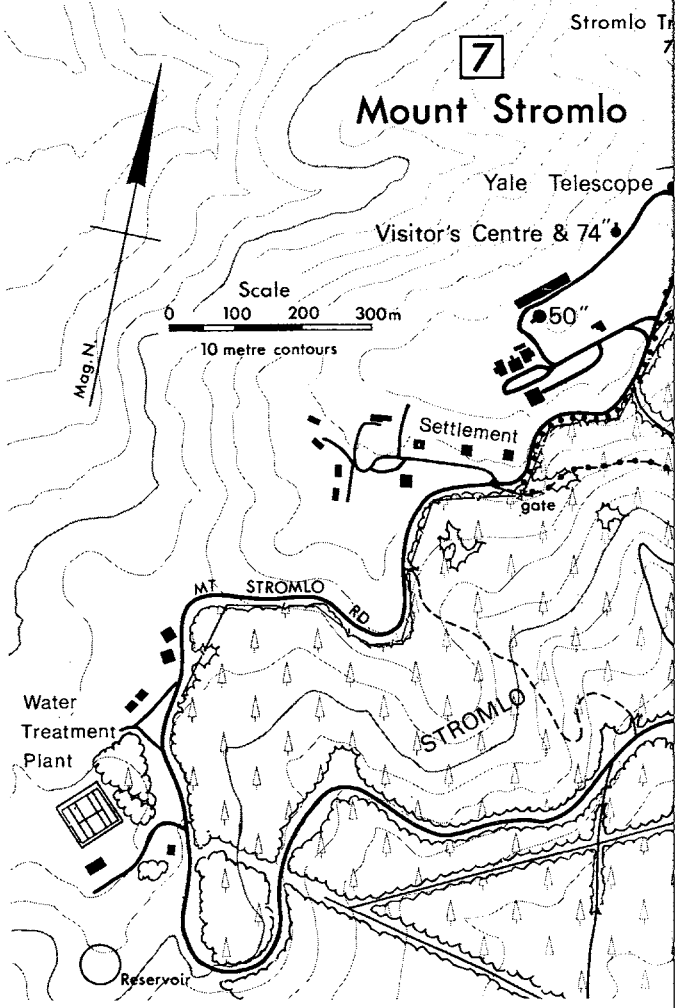 Stromlo Tr
7
7
Mount Stromlo
Yale Telescope
Visitor's Centre & 74"
50"
Scale
0 100 200 300m
10 metre contours
Mag. N
Settlement
gate
MT STROMLO RD
STROMLO
Water
Treatment
Plant
Reservoir